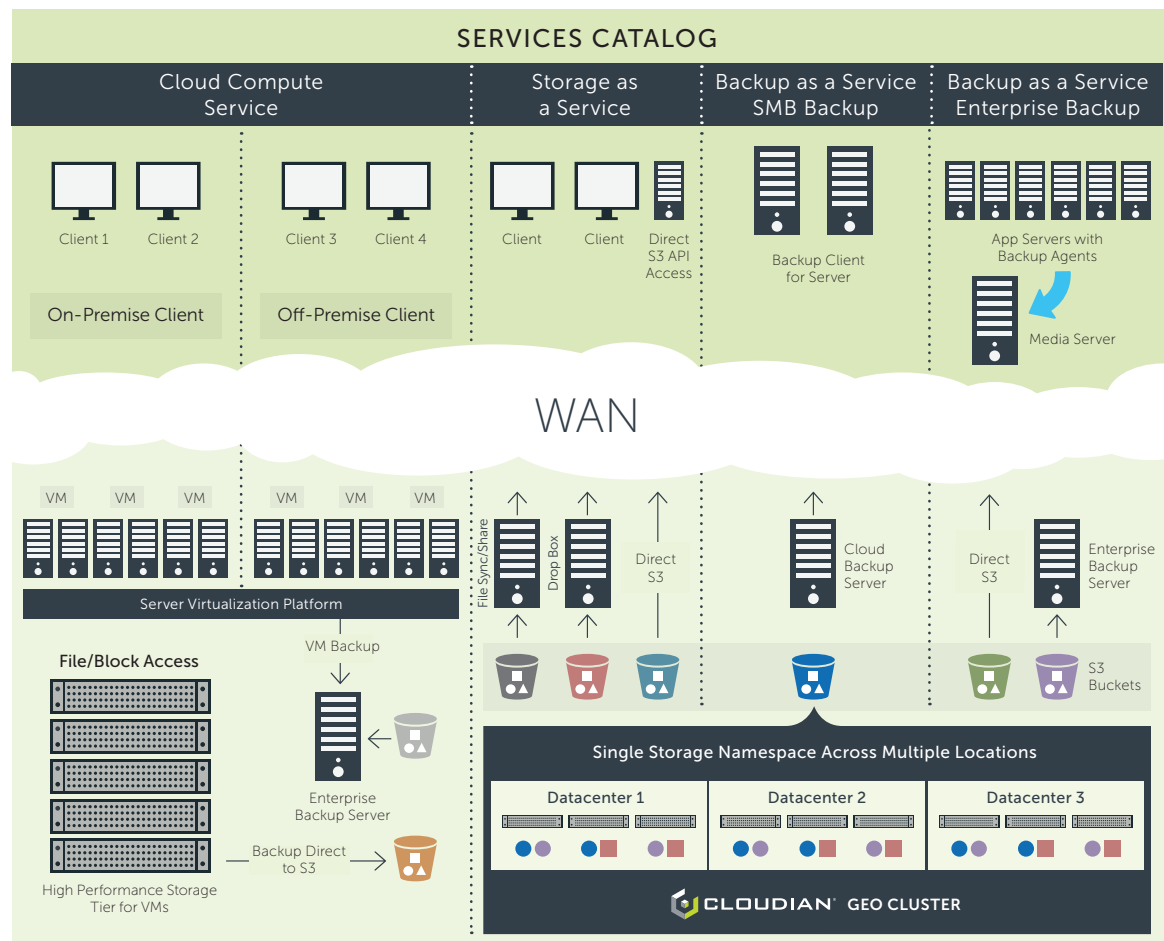 SERVICES CATALOG
Cloud Compute
Service
Storage as
a Service
Backup as a Service
SMB Backup
Backup as a Service
Enterprise Backup
Client 1
Client 2
Client 3
Client 4
Client
Client
Direct
S3 API
Access
Backup Client
for Server
App Servers with
Backup Agents
Media Server
On-Premise Client
Off-Premise Client
WAN
VM
VM
VM
VM
VM
VM
Server Virtualization Platform
File Sync/Share
Drop Box
Direct
S3
Cloud
Backup
Server
Direct
S3
Enterprise
Backup
Server
VM Backup
File/Block Access
Enterprise
Backup Server
Backup Direct
to S3
High Performance Storage
Tier for VMs
S3
Buckets
Single Storage Namespace Across Multiple Locations
Datacenter 1
Datacenter 2
Datacenter 3
CLOUDIAN® GEO CLUSTER